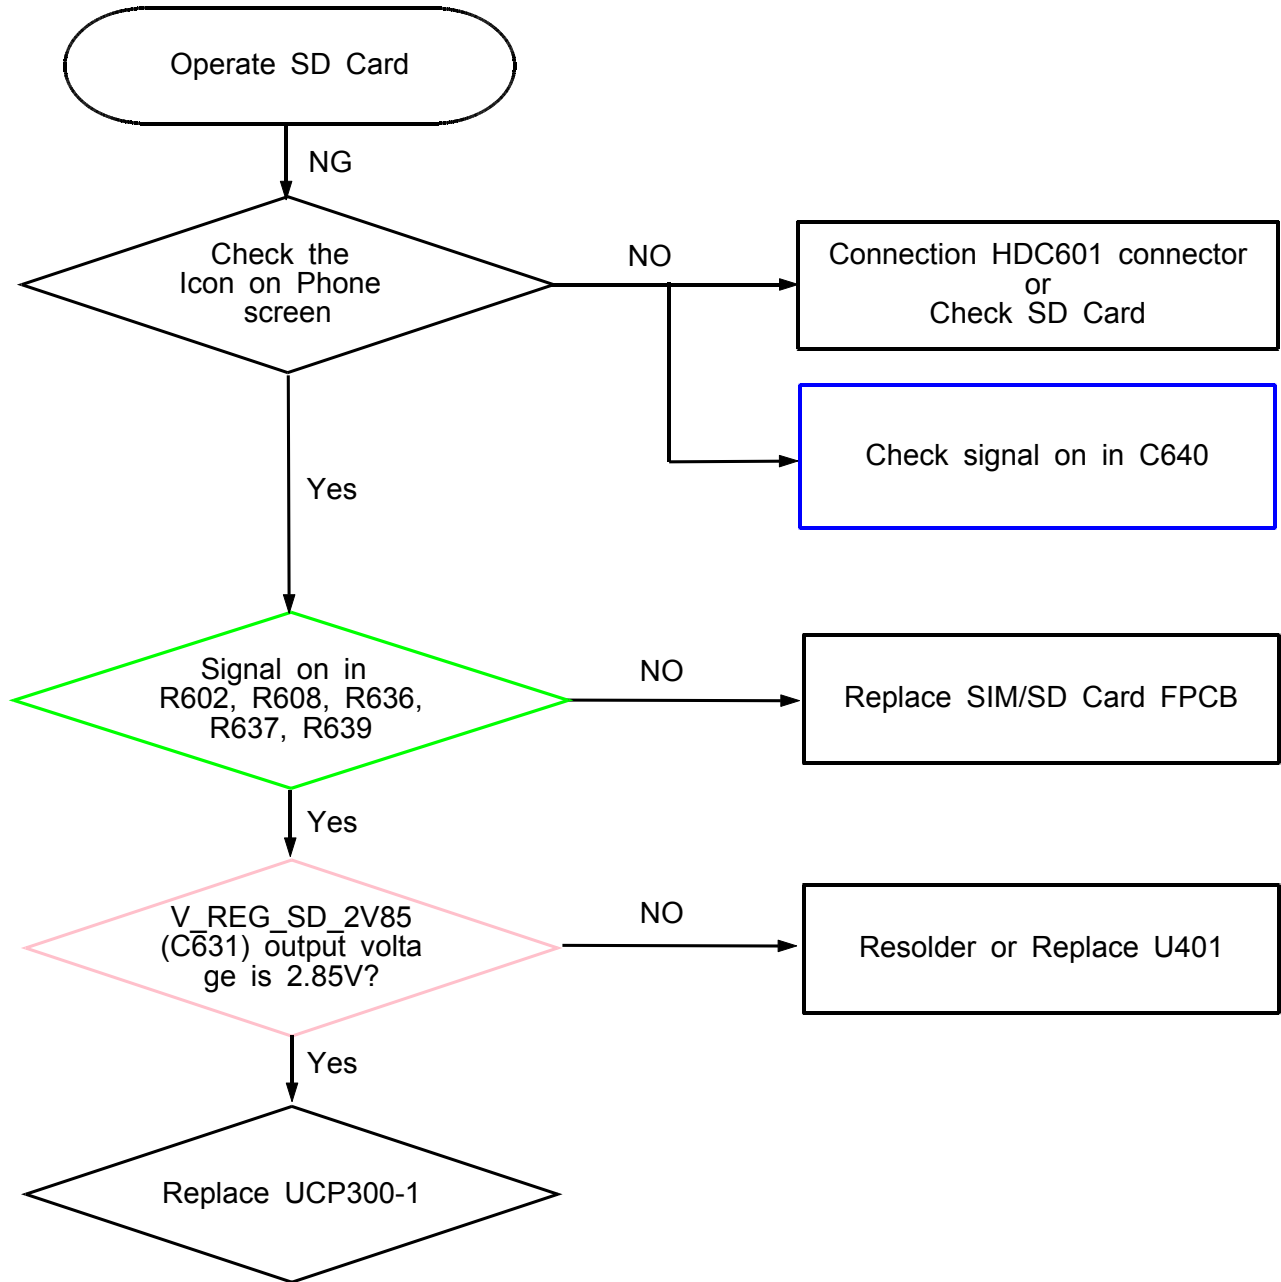 Operate SD Card
NG
Check the
Icon on Phone
screen
NO
Connection HDC601 connector
or
Check SD Card
Check signal on in C640
Yes
Signal on in
R602, R608, R636,
R637, R639
NO
Replace SIM/SD Card FPCB
Yes
V_REG_SD_2V85
(C631) output volta
ge is 2.85V?
NO
Resolder or Replace U401
Yes
Replace UCP300-1